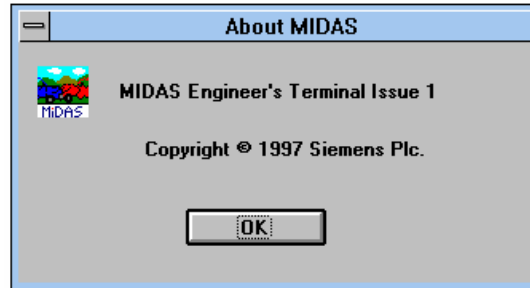 About MIDAS
MIDAS Engineer's Terminal Issue 1
MiDAS
Copyright © 1997 Siemens Plc.
OK